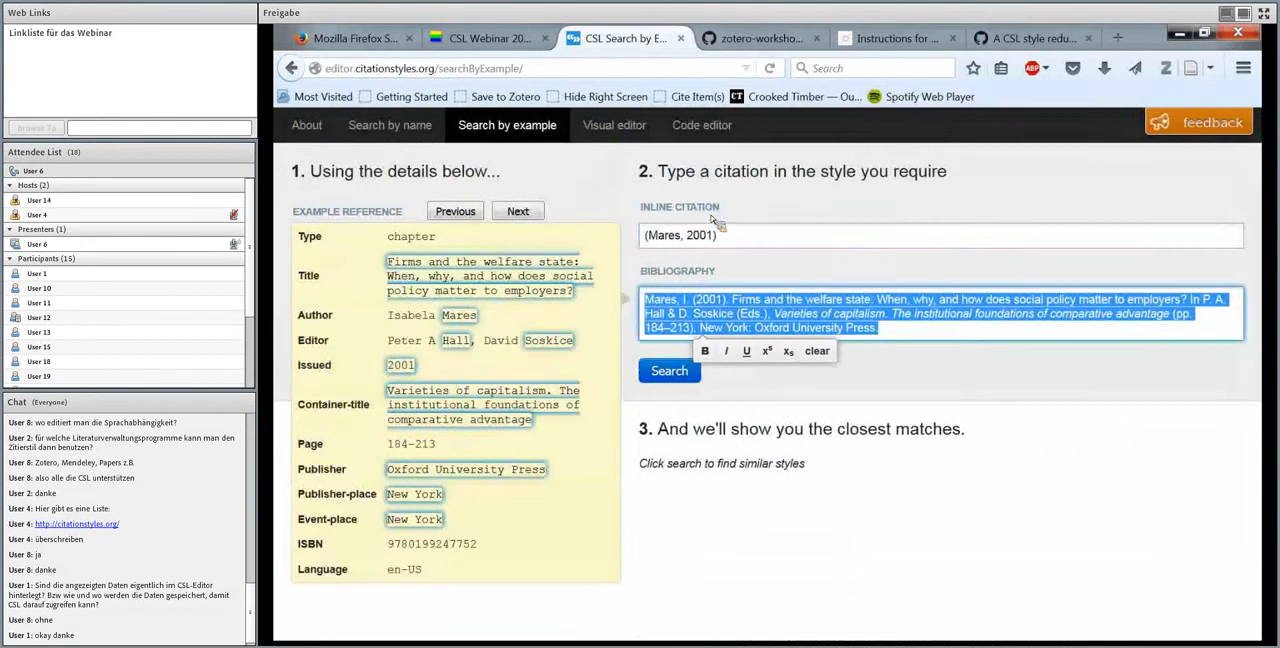 Web Links
Linkliste für das Webinar
Browse To
Attendee List (18)
User 6
Hosts (2)
User 14
User 4
Presenters (1)
User 6
Participants (15)
User 1
User 10
User 11
User 12
User 13
User 15
User 18
User 19
Chat (Everyone)
User 8: wo editiert man die Sprachabhängigkeit?
User 2: für welche Literaturverwaltungsprogramme kann man den
Zitierstil dann benutzen?
User 8: Zotero, Mendeley, Papers z.B.
User 8: also alle die CSL unterstützen
User 2: danke
User 4: Hier gibt es eine Liste:
User 4: http://citationstyles.org/
User 4: überschreiben
User 8: ja
User 8: danke
User 1: Sind die angezeigten Daten eigentlich im CSL-Editor
hinterlegt? Bzw wie und wo werden die Daten gespeichert, damit
CSL darauf zugreifen kann?
User 8: ohne
User 1: okay danke
Freigabe
Mozilla Firefox S... CSL Webinar 20... CSL Search by E... zotero-worksho... Instructions for ... A CSL style redu...
editor.citationstyles.org/searchByExample/ Search
Most Visited Getting Started Save to Zotero Hide Right Screen Cite Item(s) Crooked Timber — Ou... Spotify Web Player
About Search by name Search by example Visual editor Code editor feedback
1. Using the details below...
EXAMPLE REFERENCE Previous Next
Type chapter
Title Firms and the welfare state:
When, why, and how does social
policy matter to employers?
Author Isabela Mares
Editor Peter A Hall, David Soskice
Issued 2001
Container-title Varieties of capitalism. The
institutional foundations of
comparative advantage
Page 184-213
Publisher Oxford University Press
Publisher-place New York
Event-place New York
ISBN 9780199247752
Language en-US
2. Type a citation in the style you require
INLINE CITATION
(Mares, 2001)
BIBLIOGRAPHY
Mares, I. (2001). Firms and the welfare state: When, why, and how does social policy matter to employers? In P. A.
Hall & D. Soskice (Eds.), Varieties of capitalism. The institutional foundations of comparative advantage (pp.
184–213). New York: Oxford University Press.
B I U xˢ xₛ clear
Search
3. And we'll show you the closest matches.
Click search to find similar styles